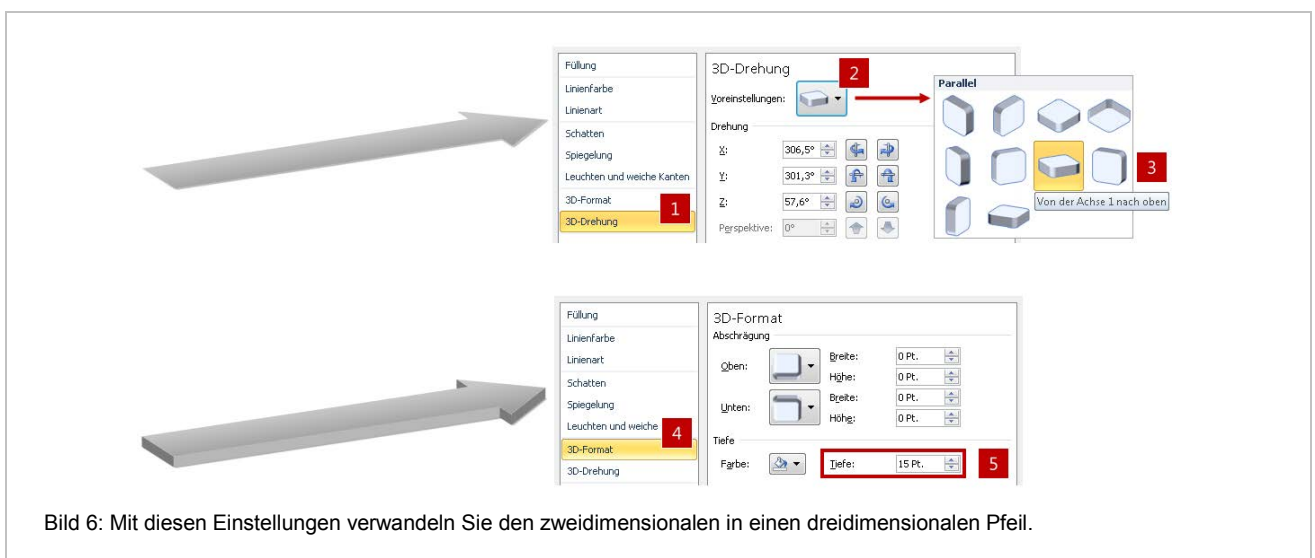 Füllung
Linienfarbe
Linienart
Schatten
Spiegelung
Leuchten und weiche Kanten
3D-Format
1
3D-Drehung
3D-Drehung
2
Voreinstellungen:
Drehung
X: 306,5°
Y: 301,3°
Z: 57,6°
Perspektive: 0°
Parallel
3
Von der Achse 1 nach oben
Füllung
Linienfarbe
Linienart
Schatten
Spiegelung
Leuchten und weiche
4
3D-Format
3D-Drehung
3D-Format
Abschrägung
Oben:
Breite: 0 Pt.
Höhe: 0 Pt.
Unten:
Breite: 0 Pt.
Höhe: 0 Pt.
Tiefe
Farbe: Tiefe: 15 Pt. 5
Bild 6: Mit diesen Einstellungen verwandeln Sie den zweidimensionalen in einen dreidimensionalen Pfeil.